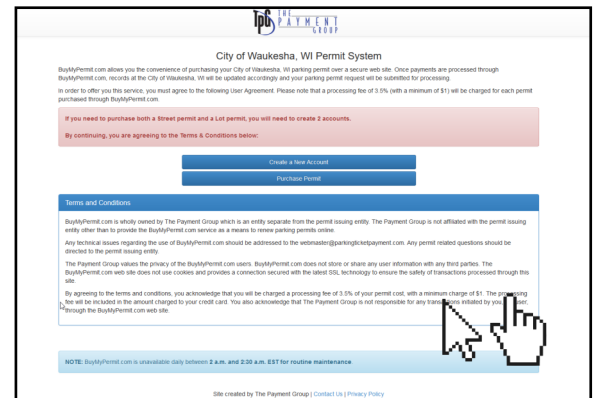 TPG THE
PAYMENT
GROUP
City of Waukesha, WI Permit System
BuyMyPermit.com allows you the convenience of purchasing your City of Waukesha, WI parking permit over a secure web site. Once payments are processed through
BuyMyPermit.com, records at the City of Waukesha, WI will be updated accordingly and your parking permit request will be submitted for processing.
In order to offer you this service, you must agree to the following User Agreement. Please note that a processing fee of 3.5% (with a minimum of $1) will be charged for each permit
purchased through BuyMyPermit.com
If you need to purchase both a Street permit and a Lot permit, you will need to create 2 accounts.
By continuing, you are agreeing to the Terms & Conditions below:
Create a New Account
Purchase Permit
Terms and Conditions
BuyMyPermit.com is wholly owned by The Payment Group which is an entity separate from the permit issuing entity. The Payment Group is not affiliated with the permit issuing
entity other than to provide the BuyMyPermit.com service as a means to renew parking permits online.
Any technical issues regarding the use of BuyMyPermit.com should be addressed to the webmaster@parkingticketpayment.com. Any permit related questions should be
directed to the permit issuing entity.
The Payment Group values the privacy of the BuyMyPermit.com users. BuyMyPermit.com does not store or share any user information with any third parties. The
BuyMyPermit.com web site does not use cookies and provides a connection secured with the latest SSL technology to ensure the safety of transactions processed through this
site.
By agreeing to the terms and conditions, you acknowledge that you will be charged a processing fee of 3.5% of your permit cost, with a minimum charge of $1. The processing
fee will be included in the amount charged to your credit card. You also acknowledge that The Payment Group is not responsible for any transactions initiated by you, user,
through the BuyMyPermit.com web site.
NOTE: BuyMyPermit.com is unavailable daily between 2 a.m. and 2:30 a.m. EST for routine maintenance.
Site created by The Payment Group | Contact Us | Privacy Policy